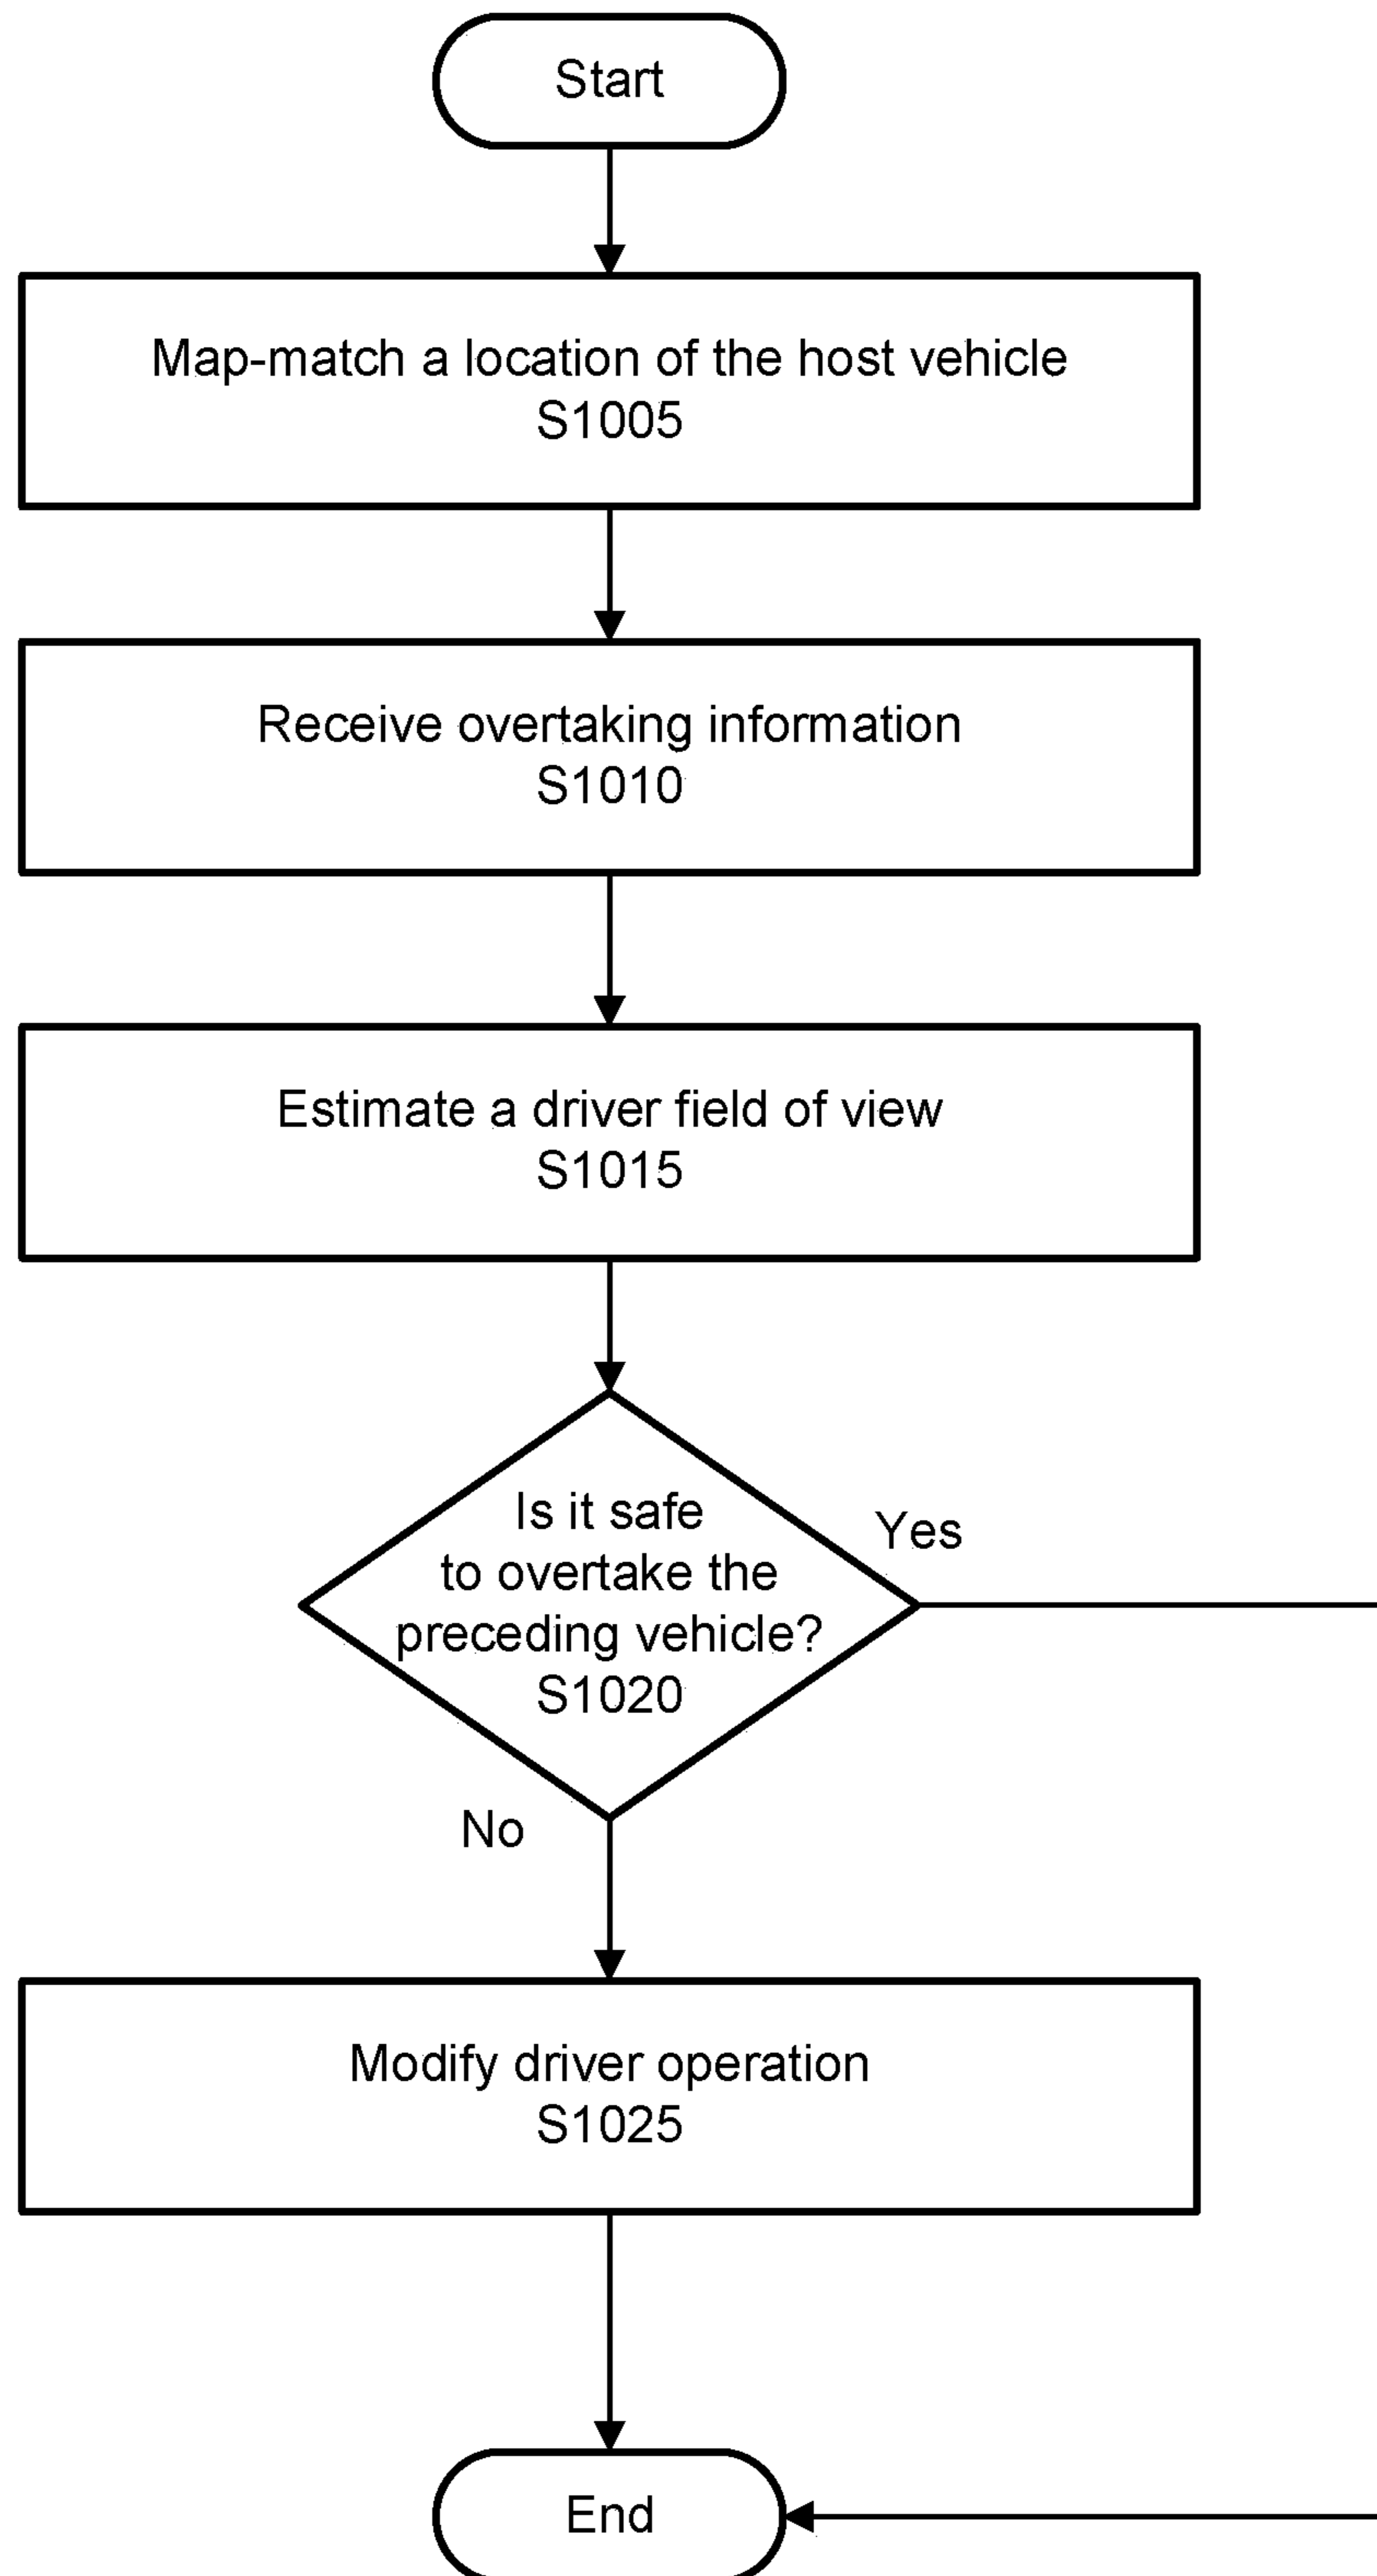 Start
Map-match a location of the host vehicle
S1005
Receive overtaking information
S1010
Estimate a driver field of view
S1015
Is it safe
to overtake the
preceding vehicle?
S1020
Yes
No
Modify driver operation
S1025
End